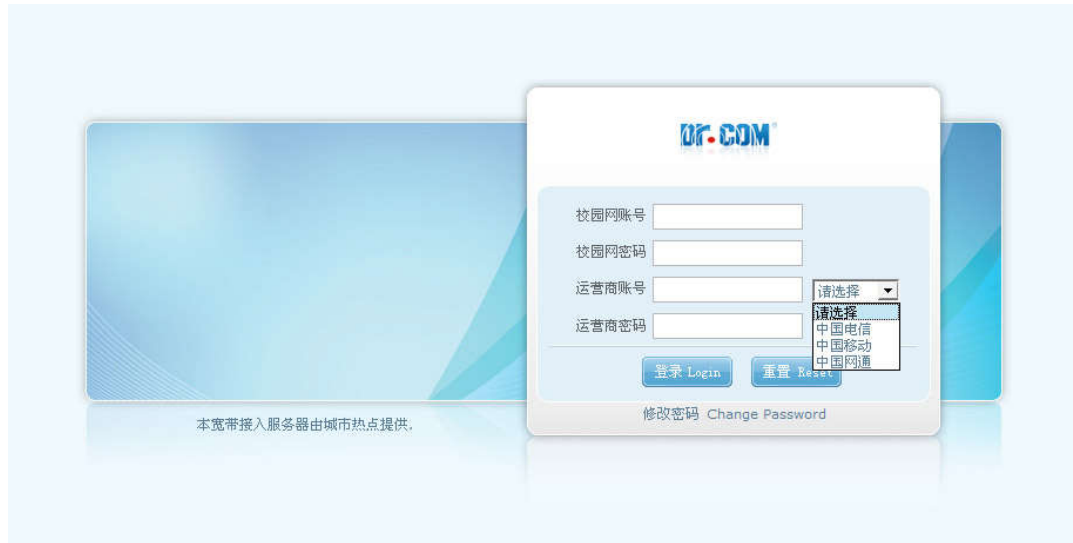 Dr.COM®
校园网账号
校园网密码
运营商账号
请选择
请选择
中国电信
中国移动
中国网通
运营商密码
登录 Login
重置 Reset
修改密码 Change Password
本宽带接入服务器由城市热点提供.